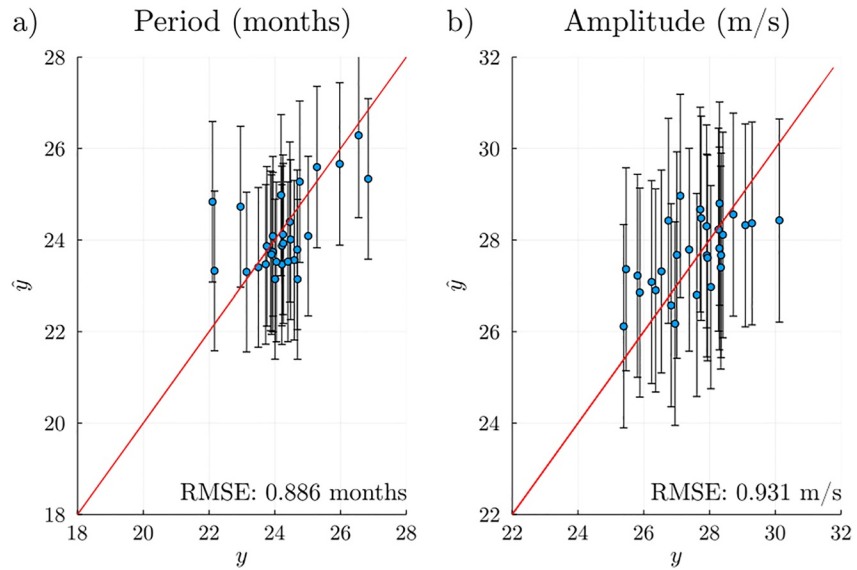 a) Period (months)
28
26
24
22
20
18
ŷ
RMSE: 0.886 months
18 20 22 24 26 28
y
b) Amplitude (m/s)
32
30
28
26
24
22
ŷ
RMSE: 0.931 m/s
22 24 26 28 30 32
y